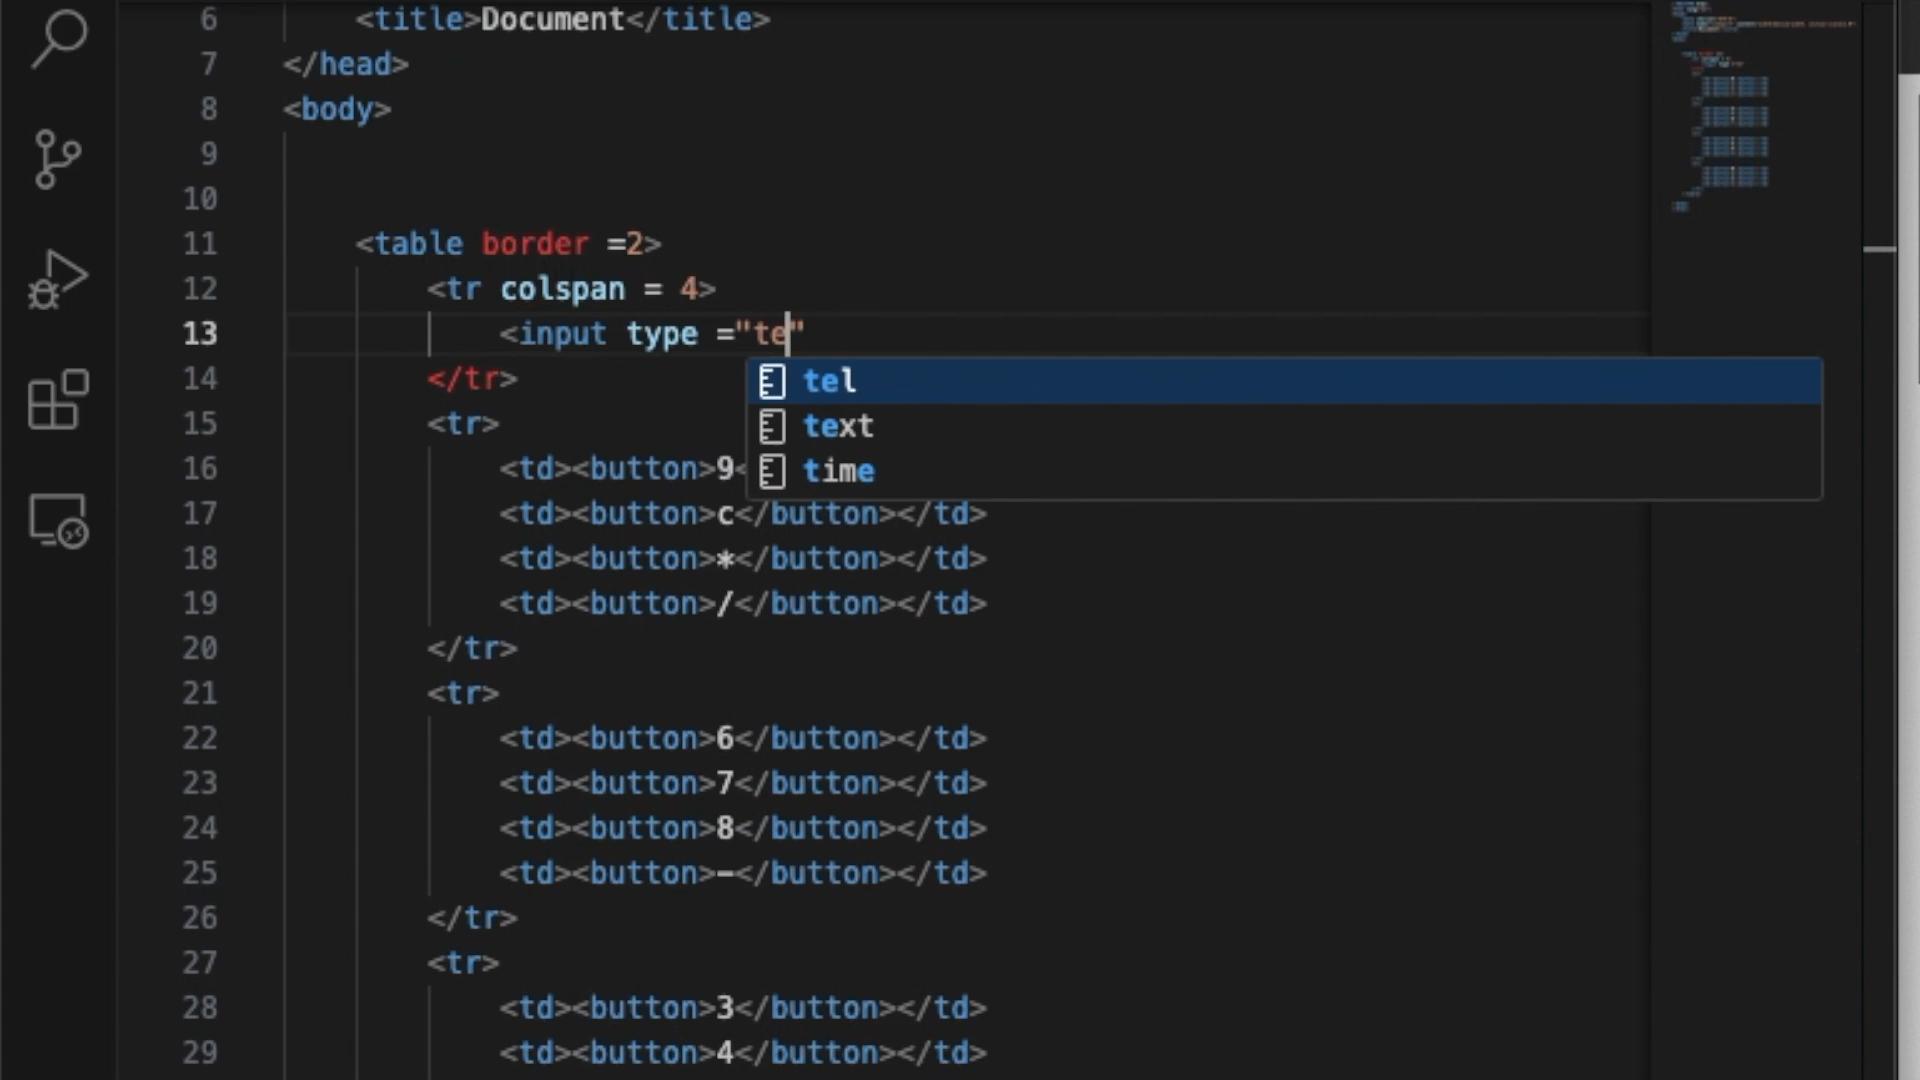 6 <title>Document</title>
7 </head>
8 <body>
9
10
11 <table border =2>
12 <tr colspan = 4>
13 <input type ="te"
14 </tr>
tel
15 <tr>
text
16 <td><button>9<
time
17 <td><button>c</button></td>
18 <td><button>*</button></td>
19 <td><button>/</button></td>
20 </tr>
21 <tr>
22 <td><button>6</button></td>
23 <td><button>7</button></td>
24 <td><button>8</button></td>
25 <td><button>-</button></td>
26 </tr>
27 <tr>
28 <td><button>3</button></td>
29 <td><button>4</button></td>